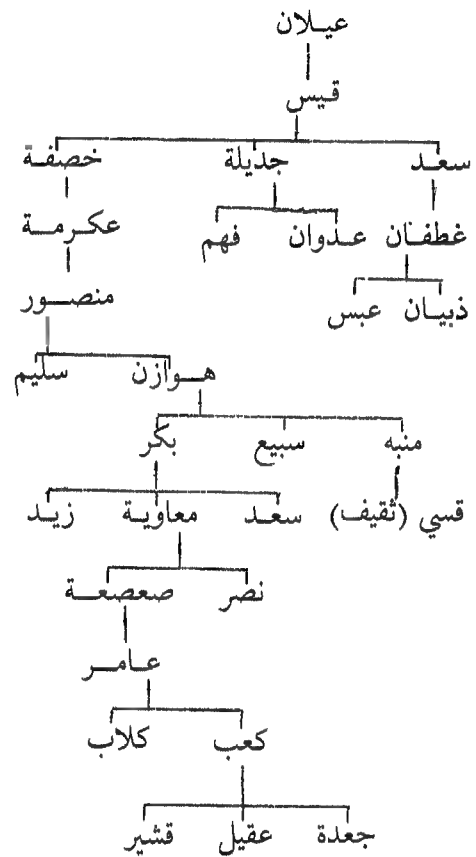 عيلان
قيس
سعد جذيلة خصفة
غطفان عدوان فهم عكرمة
ذبيان عبس منصور
هوازن سليم
منبه سبيع بكر
قسي (ثقيف) سعد معاوية زيد
نصر صعصعة
عامر
كعب كلاب
جعدة عقيل قشير